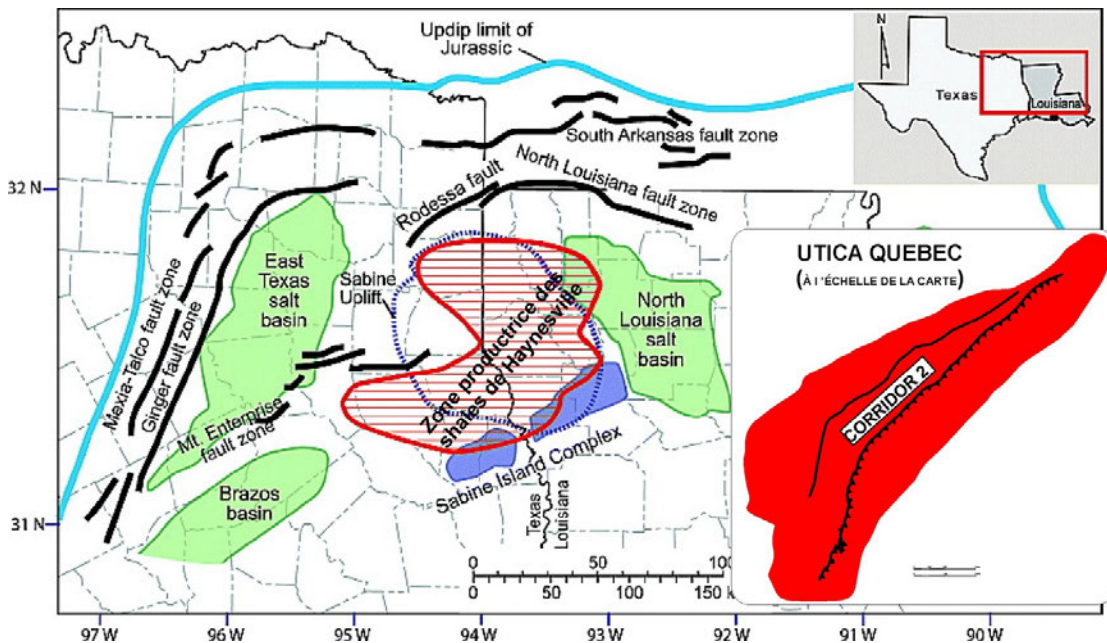 Updip limit of
Jurassic
N
Texas
Louisiana
South Arkansas fault zone
North Louisiana fault zone
Rodessa fault
32 N
Mexia-Talco fault zone
Ginger fault zone
East
Texas
salt
basin
Sabine
Uplift
Zone productrice des
shales de Haynesville
North
Louisiana
salt
basin
UTICA QUEBEC
(À L'ÉCHELLE DE LA CARTE)
CORRIDOR 2
Mt. Enterprise
fault zone
Sabine Island Complex
Brazos
basin
31 N
Texas
Louisiana
0 50 100
0 50 100 150
97 W 96 W 95 W 94 W 93 W 92 W 91 W 90 W